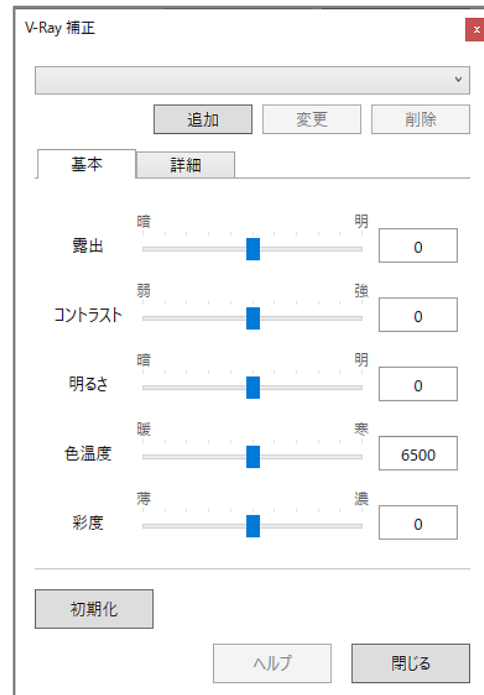 V-Ray 補正
x
追加 変更 削除
基本 詳細
暗 明
露出 0
弱 強
コントラスト 0
暗 明
明るさ 0
暖 寒
色温度 6500
薄 濃
彩度 0
初期化
ヘルプ 閉じる